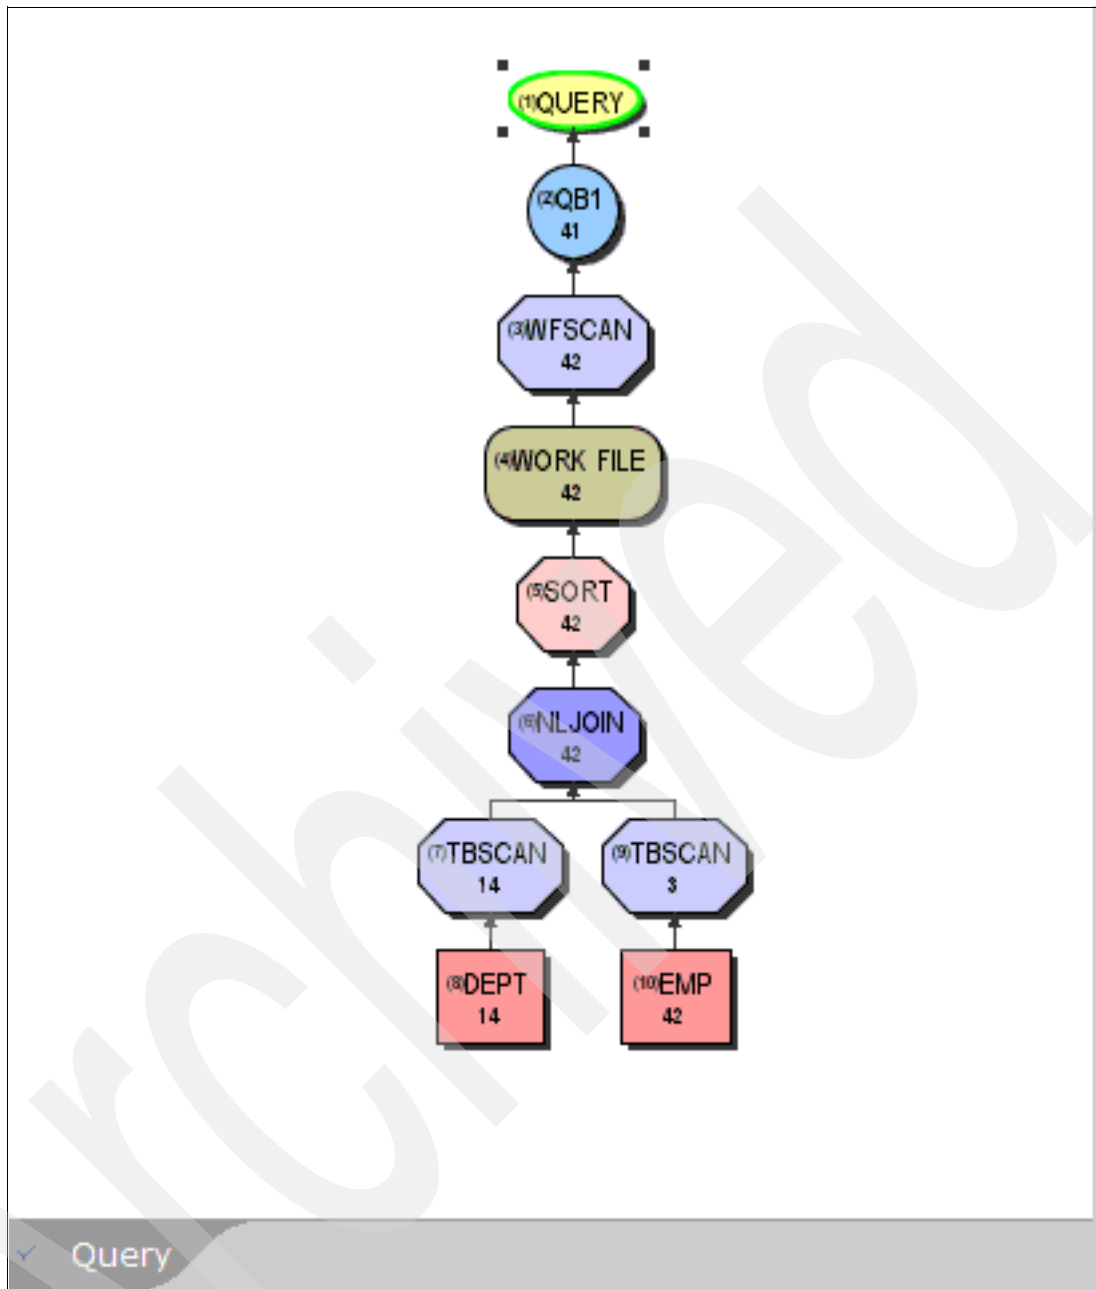 (1)QUERY
(2)QB1
41
(3)WFSCAN
42
(4)WORK FILE
42
(5)SORT
42
(6)NLJOIN
42
(7)TBSCAN
14
(9)TBSCAN
3
(8)DEPT
14
(10)EMP
42
Query
rchived